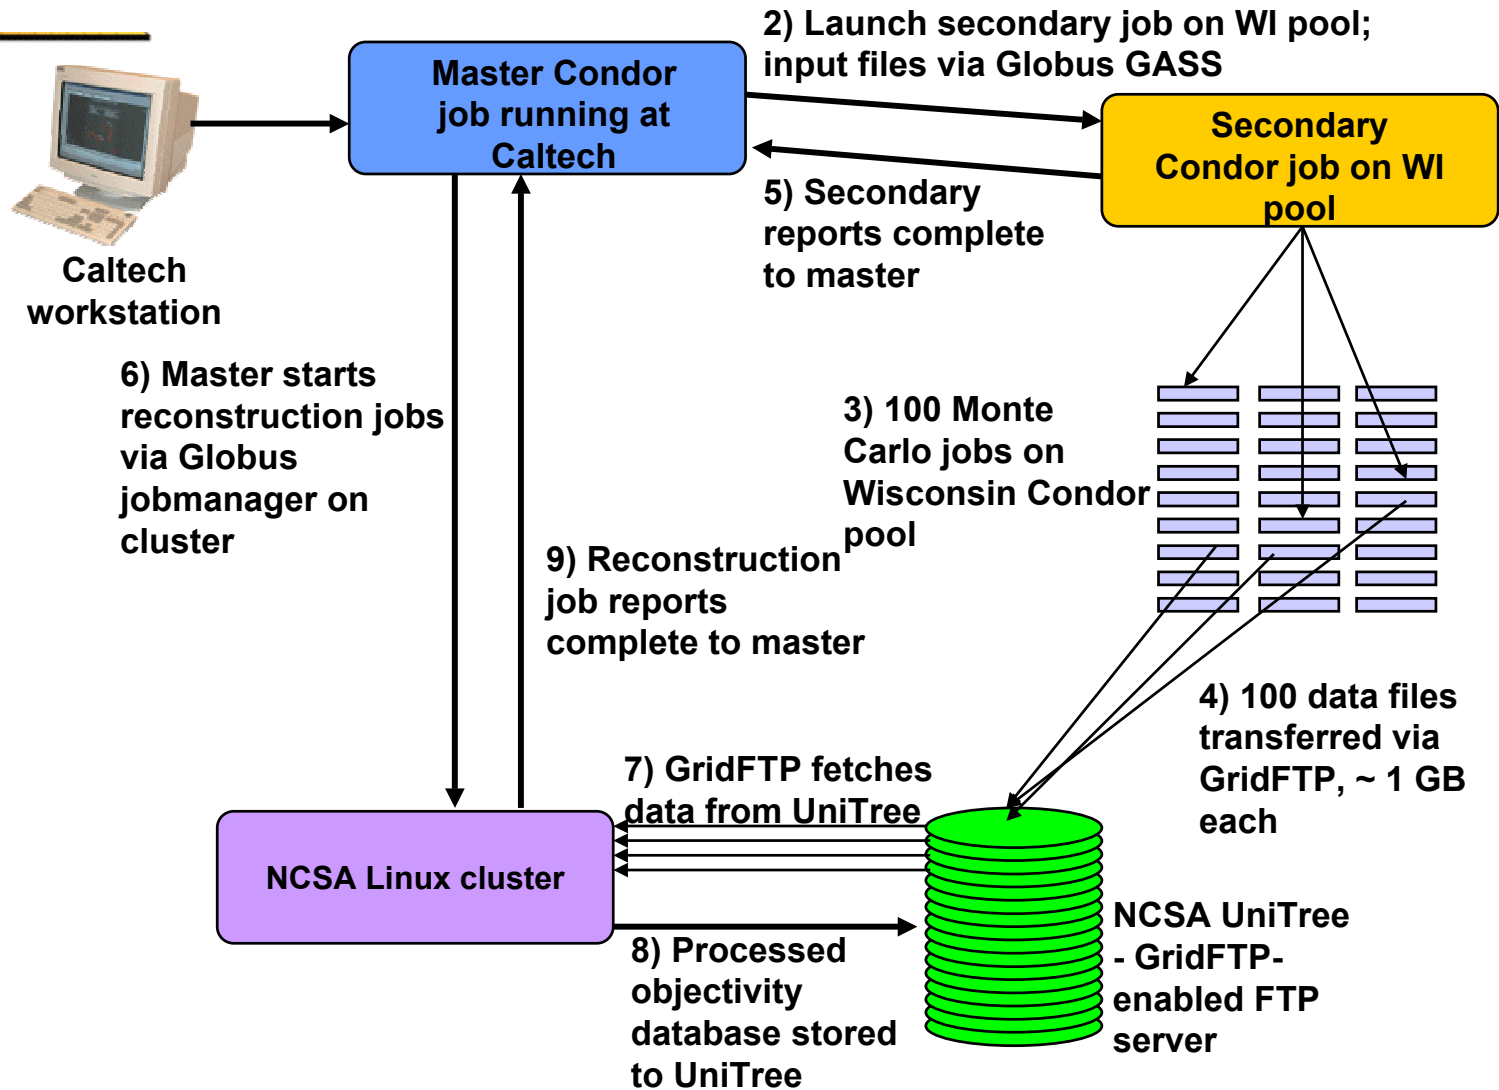 2) Launch secondary job on WI pool;
input files via Globus GASS
Master Condor
job running at
Caltech
Secondary
Condor job on WI
pool
5) Secondary
reports complete
to master
Caltech
workstation
6) Master starts
reconstruction jobs
via Globus
jobmanager on
cluster
3) 100 Monte
Carlo jobs on
Wisconsin Condor
pool
9) Reconstruction
job reports
complete to master
4) 100 data files
transferred via
GridFTP, ~ 1 GB
each
7) GridFTP fetches
data from UniTree
NCSA Linux cluster
NCSA UniTree
- GridFTP-
enabled FTP
server
8) Processed
objectivity
database stored
to UniTree